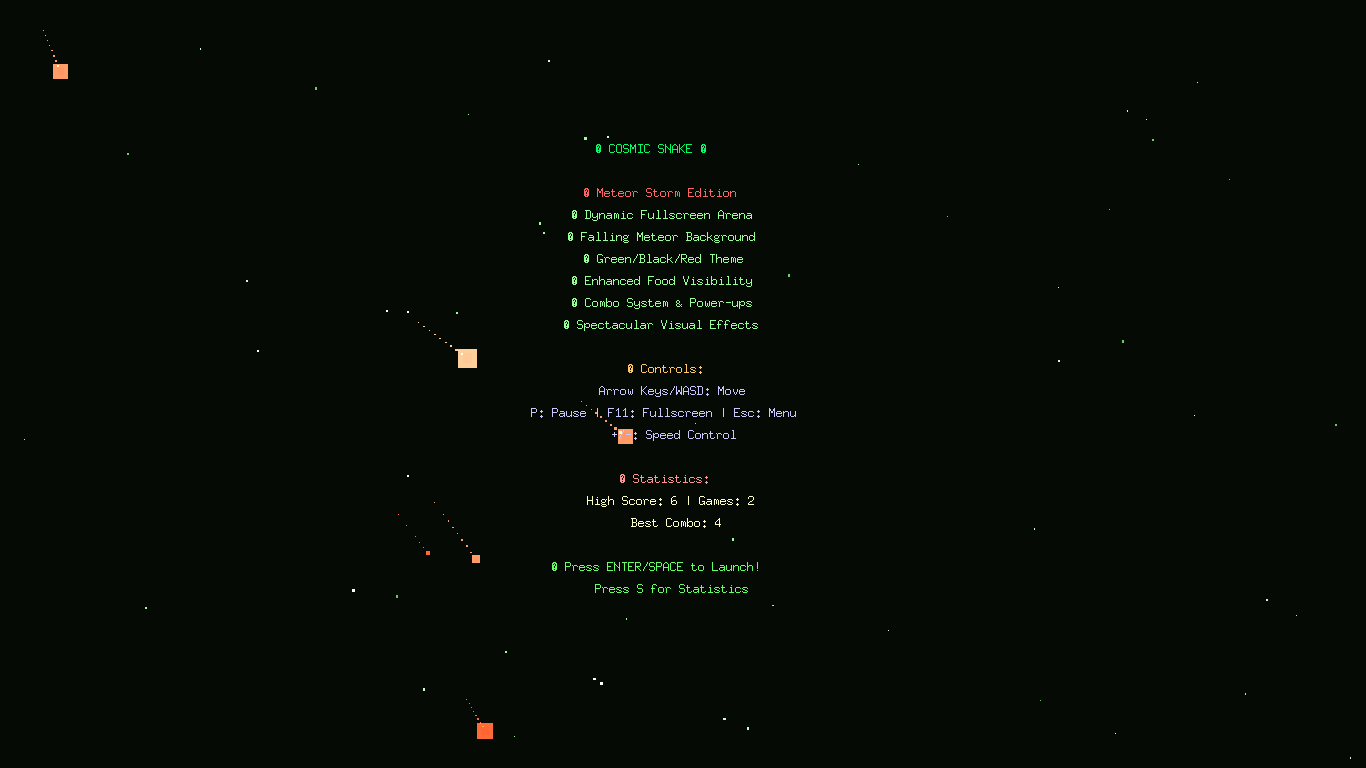 0 COSMIC SNAKE 0
0 Meteor Storm Edition
0 Dynamic Fullscreen Arena
0 Falling Meteor Background
0 Green/Black/Red Theme
0 Enhanced Food Visibility
0 Combo System & Power-ups
0 Spectacular Visual Effects
0 Controls:
Arrow Keys/WASD: Move
P: Pause | F11: Fullscreen | Esc: Menu
+/-: Speed Control
0 Statistics:
High Score: 6 | Games: 2
Best Combo: 4
0 Press ENTER/SPACE to Launch!
Press S for Statistics